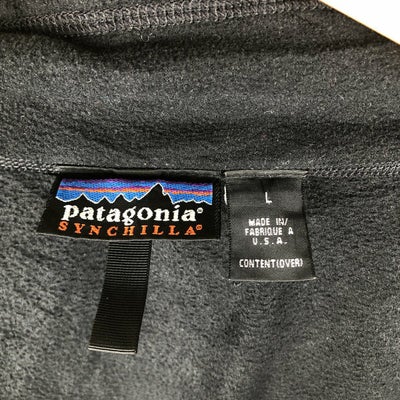 patagonia®
SYNCHILLA®
L
MADE IN/
FABRIQUE A
U.S.A.
CONTENT(OVER)